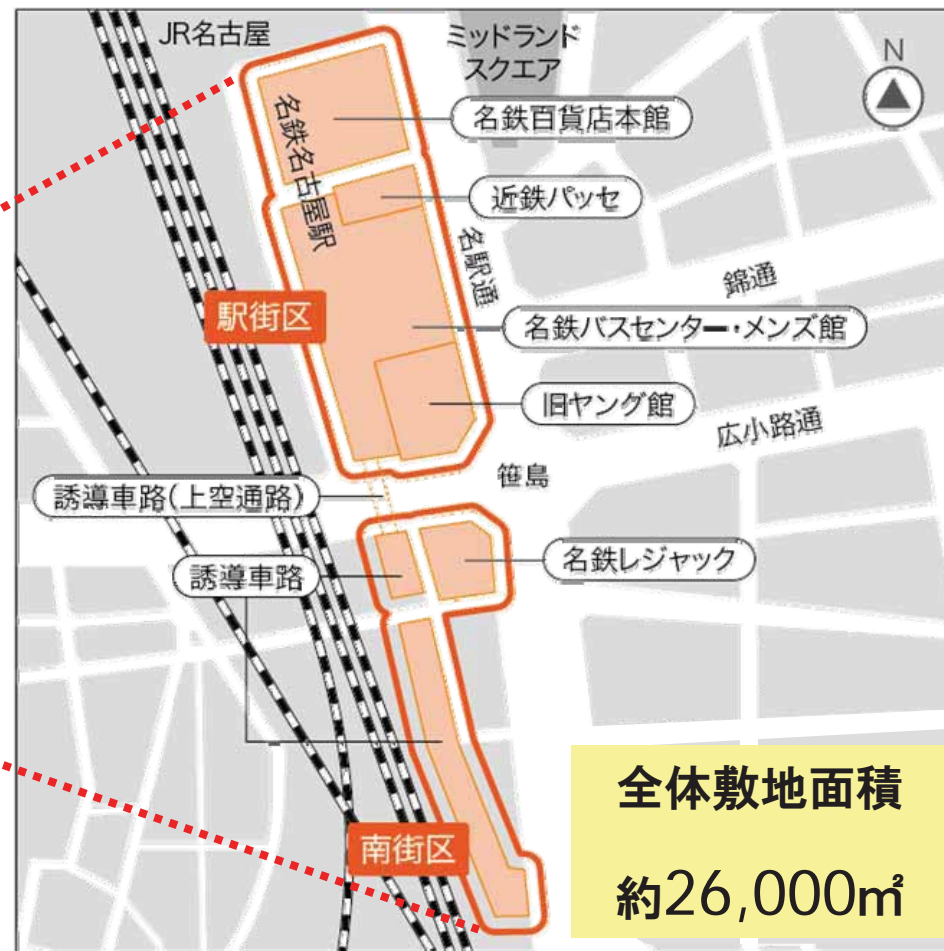 JR名古屋
ミッドランド
スクエア
N
名鉄百貨店本館
名鉄名古屋駅
近鉄パッセ
名駅通
錦通
駅街区
名鉄バスセンター・メンズ館
旧ヤング館
広小路通
笹島
誘導車路(上空通路)
名鉄レジャック
誘導車路
南街区
全体敷地面積
約26,000㎡